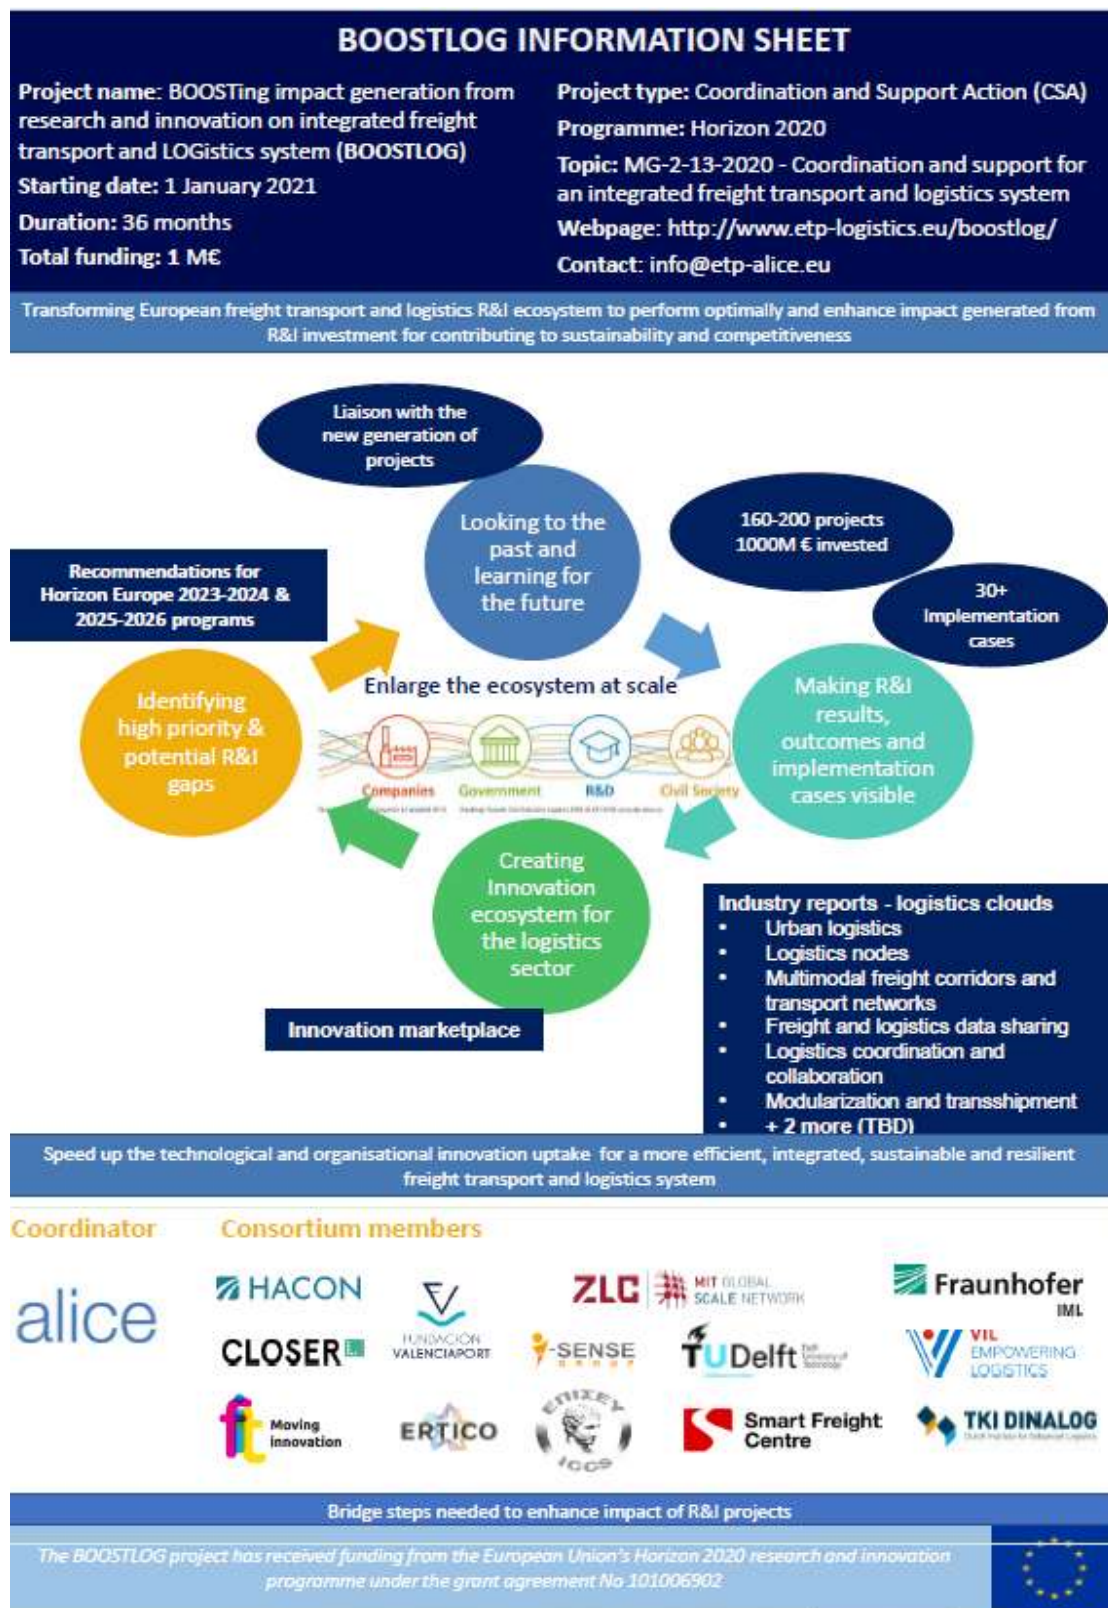 BOOSTLOG INFORMATION SHEET
Project name: BOOSTing impact generation from
research and innovation on integrated freight
transport and LOGistics system (BOOSTLOG)
Starting date: 1 January 2021
Duration: 36 months
Total funding: 1 M€
Project type: Coordination and Support Action (CSA)
Programme: Horizon 2020
Topic: MG-2-13-2020 - Coordination and support for
an integrated freight transport and logistics system
Webpage: http://www.etp-logistics.eu/boostlog/
Contact: info@etp-alice.eu
Transforming European freight transport and logistics R&I ecosystem to perform optimally and enhance impact generated from
R&I investment for contributing to sustainability and competitiveness
Liaison with the
new generation of
projects
Looking to the
past and
learning for
the future
160-200 projects
1000M € invested
30+
Implementation
cases
Recommendations for
Horizon Europe 2023-2024 &
2025-2026 programs
Identifying
high priority &
potential R&I
gaps
Enlarge the ecosystem at scale
Companies
Government
R&D
Civil Society
Making R&I
results,
outcomes and
implementation
cases visible
Creating
Innovation
ecosystem for
the logistics
sector
Innovation marketplace
Industry reports - logistics clouds
• Urban logistics
• Logistics nodes
• Multimodal freight corridors and
transport networks
• Freight and logistics data sharing
• Logistics coordination and
collaboration
• Modularization and transshipment
• + 2 more (TBD)
Speed up the technological and organisational innovation uptake for a more efficient, integrated, sustainable and resilient
freight transport and logistics system
Coordinator
Consortium members
alice
HACON
FUNDACIÓN
VALENCIAPORT
ZLC
MIT GLOBAL
SCALE NETWORK
Fraunhofer
IML
CLOSER
i-SENSE
GROUP
TU Delft
VIL
EMPOWERING
LOGISTICS
fit
Moving
innovation
ERTICO
ICCS
Smart Freight
Centre
TKI DINALOG
Bridge steps needed to enhance impact of R&I projects
The BOOSTLOG project has received funding from the European Union's Horizon 2020 research and innovation
programme under the grant agreement No 101006902